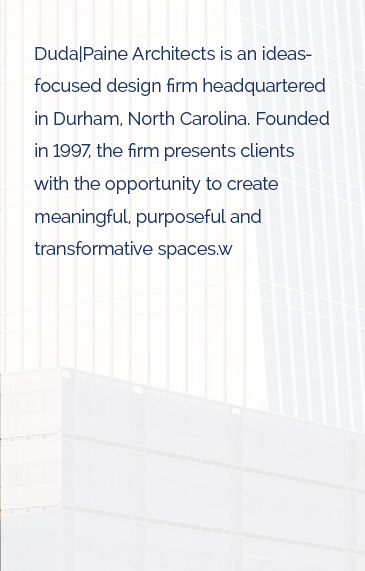 Duda|Paine Architects is an ideas-
focused design firm headquartered
in Durham, North Carolina. Founded
in 1997, the firm presents clients
with the opportunity to create
meaningful, purposeful and
transformative spaces.w